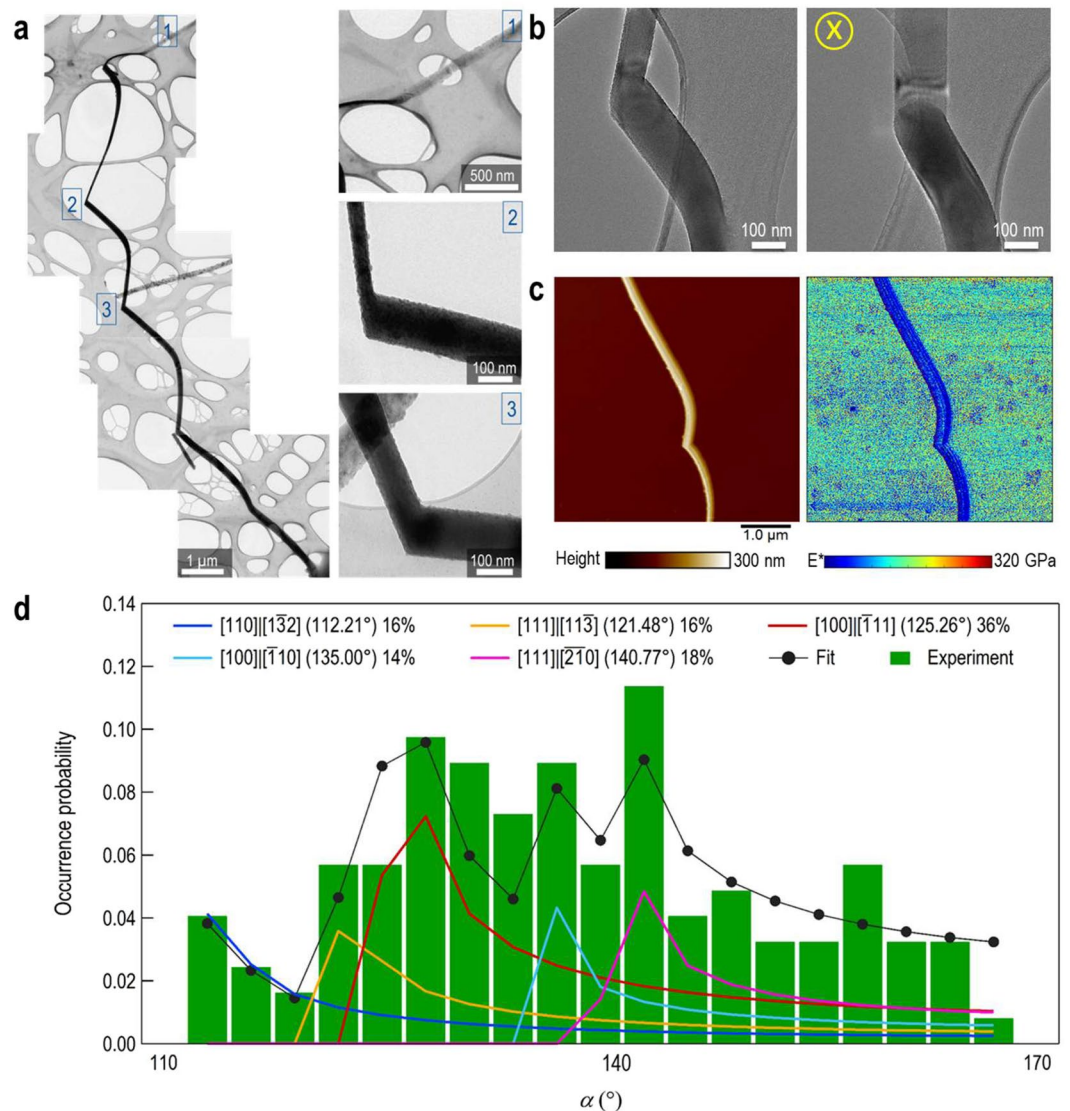 a
1
2
3
1 µm
1
500 nm
2
100 nm
3
100 nm
b
100 nm
X
100 nm
c
1.0 µm
Height 300 nm
E* 320 GPa
d
[110]|[13̅2] (112.21°) 16%
[111]|[113̅] (121.48°) 16%
[100]|[1̅11] (125.26°) 36%
[100]|[1̅10] (135.00°) 14%
[111]|[2̅1̅0] (140.77°) 18%
Fit
Experiment
Occurrence probability
0.14
0.12
0.10
0.08
0.06
0.04
0.02
0.00
110
140
170
α (°)